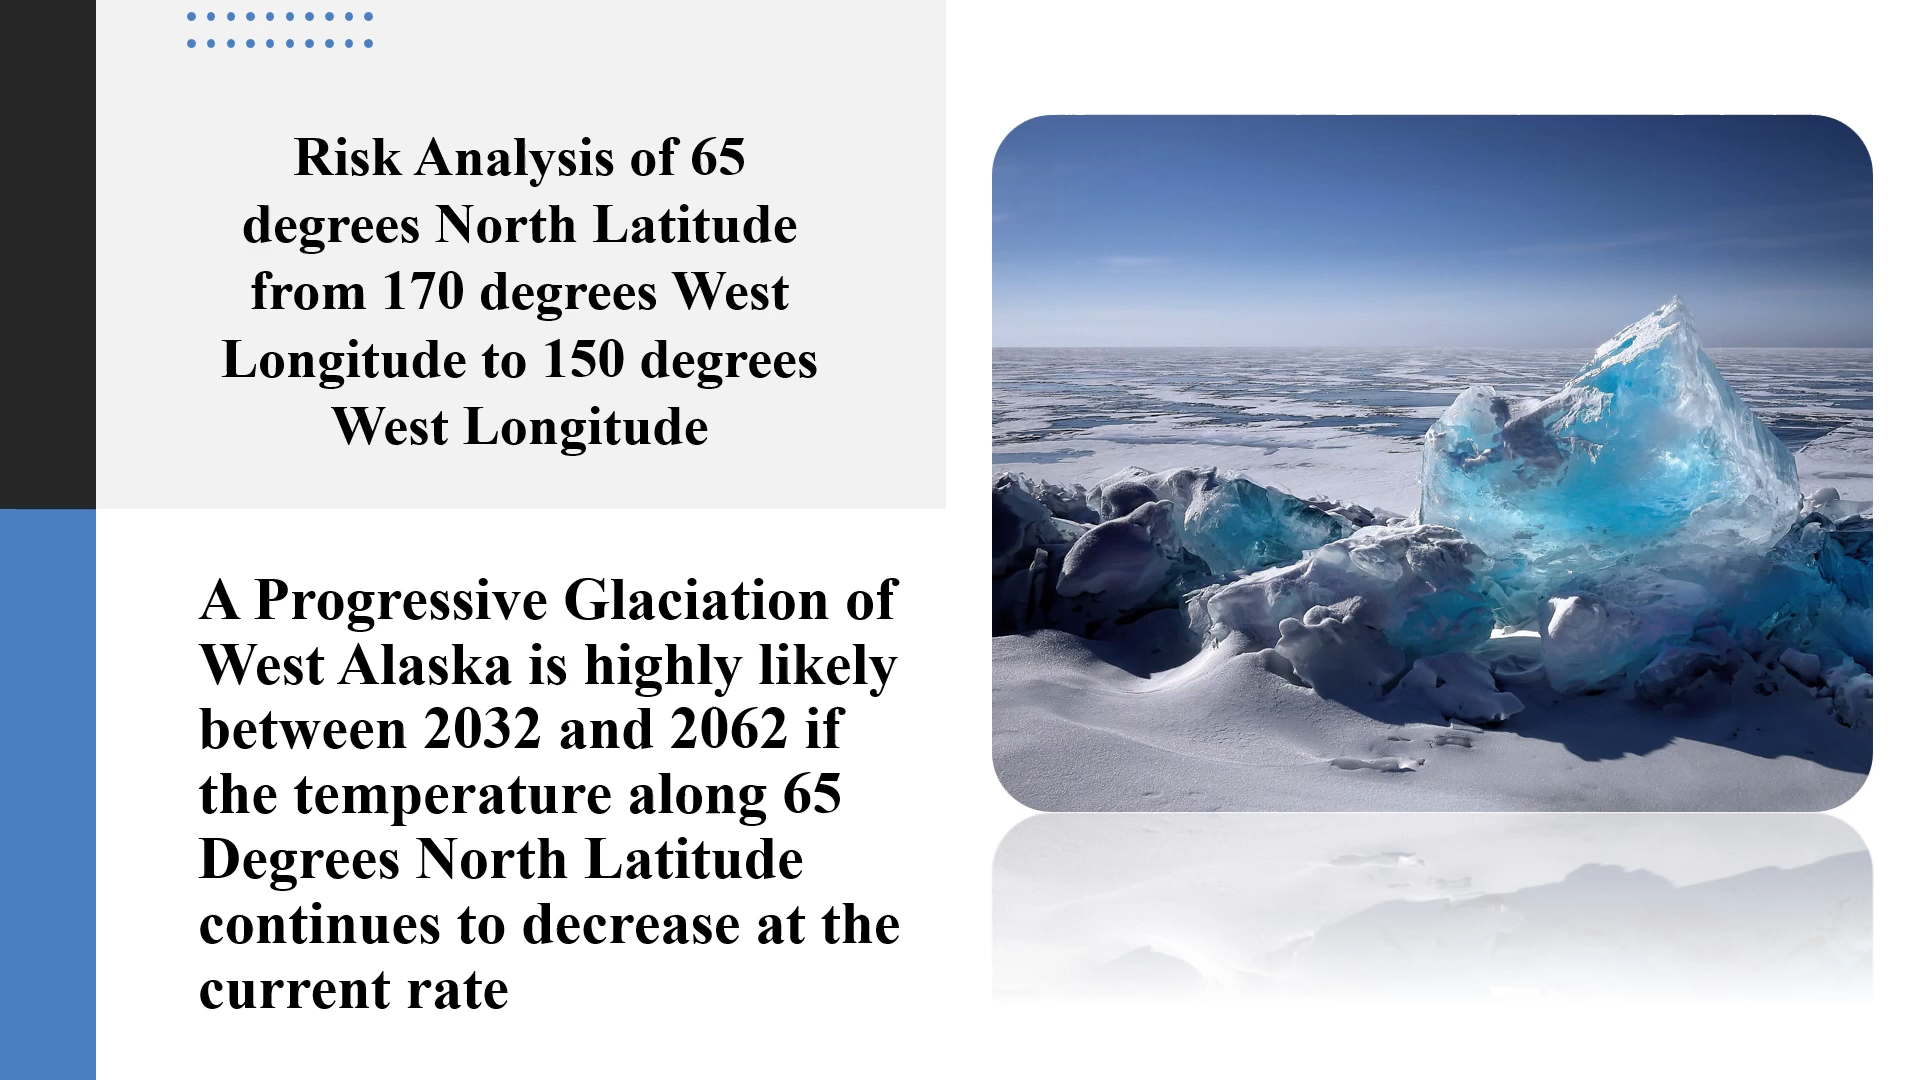 Risk Analysis of 65
degrees North Latitude
from 170 degrees West
Longitude to 150 degrees
West Longitude
A Progressive Glaciation of
West Alaska is highly likely
between 2032 and 2062 if
the temperature along 65
Degrees North Latitude
continues to decrease at the
current rate